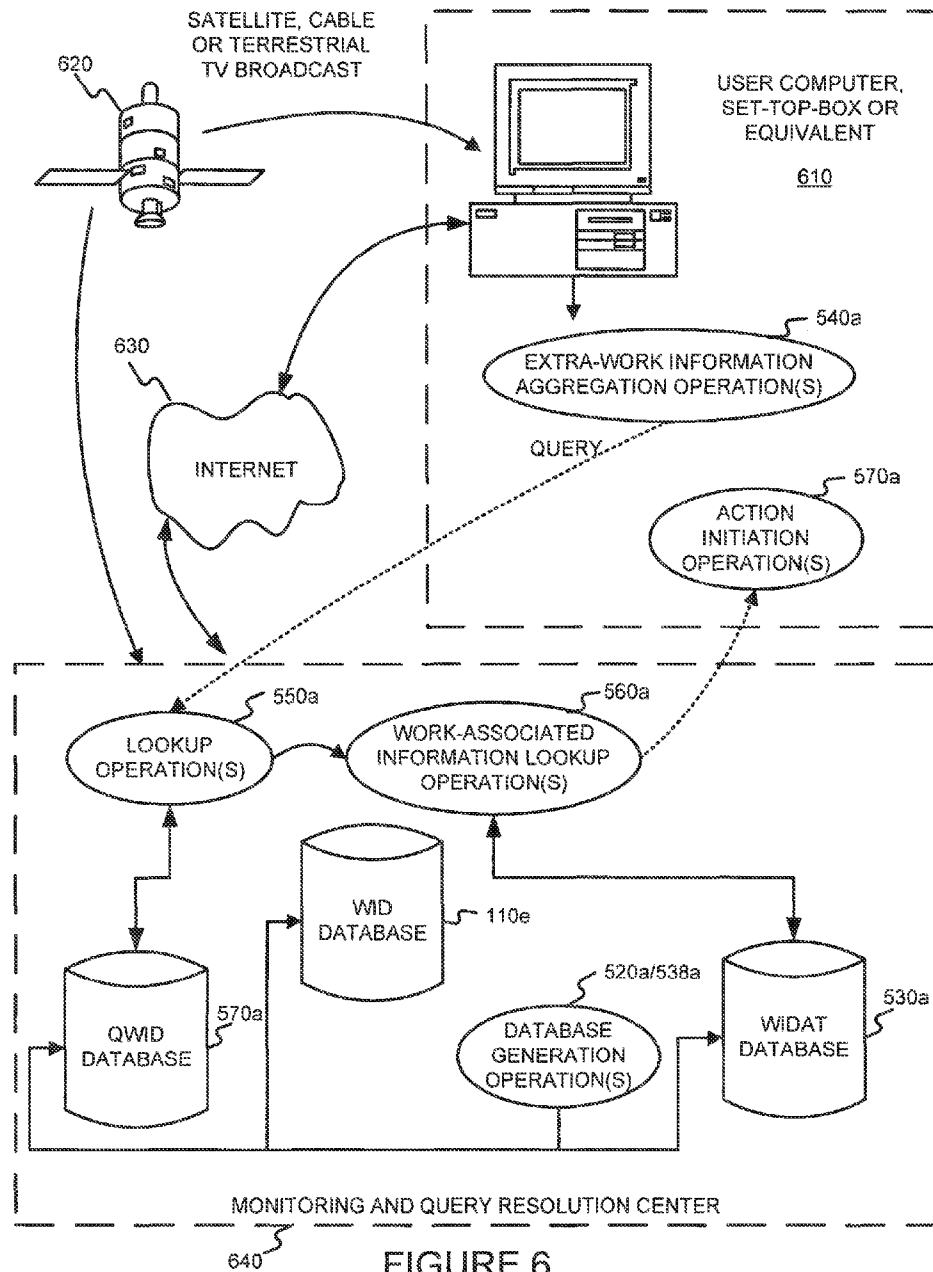 SATELLITE, CABLE
OR TERRESTRIAL
TV BROADCAST
620
USER COMPUTER,
SET-TOP-BOX OR
EQUIVALENT
610
540a
EXTRA-WORK INFORMATION
AGGREGATION OPERATION(S)
630
INTERNET
QUERY
570a
ACTION
INITIATION
OPERATION(S)
550a
LOOKUP
OPERATION(S)
560a
WORK-ASSOCIATED
INFORMATION LOOKUP
OPERATION(S)
WID
DATABASE
110e
QWID
DATABASE
570a
520a/538a
DATABASE
GENERATION
OPERATION(S)
WIDAT
DATABASE
530a
MONITORING AND QUERY RESOLUTION CENTER
640
FIGURE 6